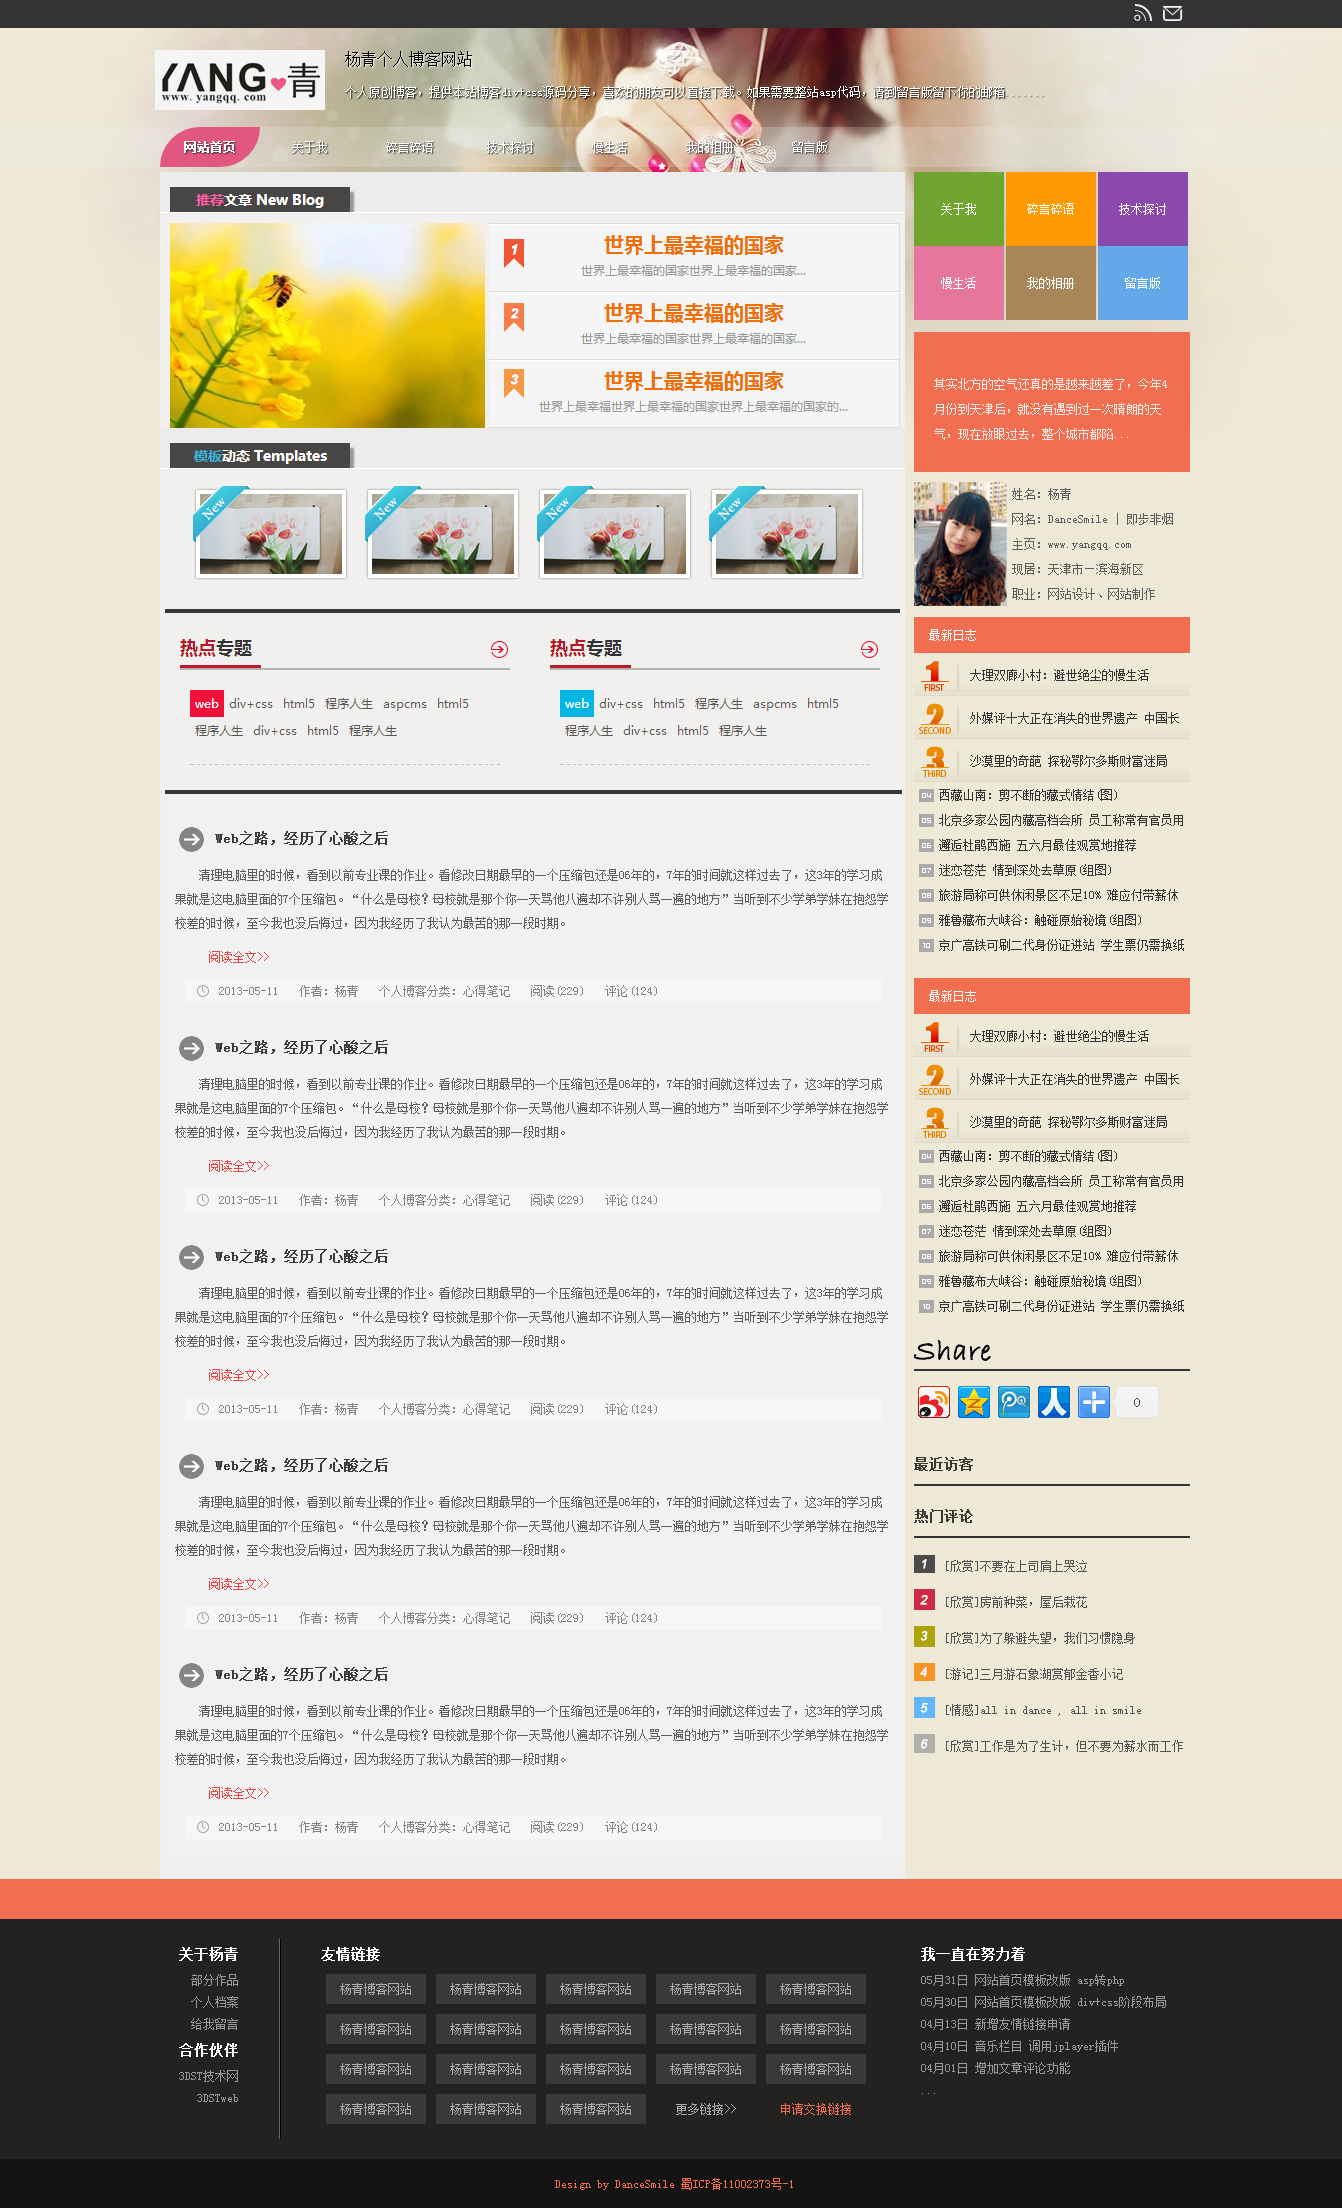 YANG青
www.yangqq.com
杨青个人博客网站
个人原创博客，提供本站博客div+css源码分享，喜欢的朋友可以直接下载。如果需要整站asp代码，请到留言版留下你的邮箱.......
网站首页 关于我 碎言碎语 技术探讨 慢生活 我的相册 留言版
推荐文章 New Blog
1 世界上最幸福的国家
世界上最幸福的国家世界上最幸福的国家...
2 世界上最幸福的国家
世界上最幸福的国家世界上最幸福的国家...
3 世界上最幸福的国家
世界上最幸福世界上最幸福的国家世界上最幸福的国家的...
模板动态 Templates
New New New New
热点专题
web div+css html5 程序人生 aspcms html5
程序人生 div+css html5 程序人生
热点专题
web div+css html5 程序人生 aspcms html5
程序人生 div+css html5 程序人生
Web之路，经历了心酸之后
清理电脑里的时候，看到以前专业课的作业。看修改日期最早的一个压缩包还是06年的，7年的时间就这样过去了，这3年的学习成
果就是这电脑里面的7个压缩包。“什么是母校？母校就是那个你一天骂他八遍却不许别人骂一遍的地方”当听到不少学弟学妹在抱怨学
校差的时候，至今我也没后悔过，因为我经历了我认为最苦的那一段时期。
阅读全文>>
2013-05-11 作者：杨青 个人博客分类：心得笔记 阅读(229) 评论(124)
Web之路，经历了心酸之后
清理电脑里的时候，看到以前专业课的作业。看修改日期最早的一个压缩包还是06年的，7年的时间就这样过去了，这3年的学习成
果就是这电脑里面的7个压缩包。“什么是母校？母校就是那个你一天骂他八遍却不许别人骂一遍的地方”当听到不少学弟学妹在抱怨学
校差的时候，至今我也没后悔过，因为我经历了我认为最苦的那一段时期。
阅读全文>>
2013-05-11 作者：杨青 个人博客分类：心得笔记 阅读(229) 评论(124)
Web之路，经历了心酸之后
清理电脑里的时候，看到以前专业课的作业。看修改日期最早的一个压缩包还是06年的，7年的时间就这样过去了，这3年的学习成
果就是这电脑里面的7个压缩包。“什么是母校？母校就是那个你一天骂他八遍却不许别人骂一遍的地方”当听到不少学弟学妹在抱怨学
校差的时候，至今我也没后悔过，因为我经历了我认为最苦的那一段时期。
阅读全文>>
2013-05-11 作者：杨青 个人博客分类：心得笔记 阅读(229) 评论(124)
Web之路，经历了心酸之后
清理电脑里的时候，看到以前专业课的作业。看修改日期最早的一个压缩包还是06年的，7年的时间就这样过去了，这3年的学习成
果就是这电脑里面的7个压缩包。“什么是母校？母校就是那个你一天骂他八遍却不许别人骂一遍的地方”当听到不少学弟学妹在抱怨学
校差的时候，至今我也没后悔过，因为我经历了我认为最苦的那一段时期。
阅读全文>>
2013-05-11 作者：杨青 个人博客分类：心得笔记 阅读(229) 评论(124)
Web之路，经历了心酸之后
清理电脑里的时候，看到以前专业课的作业。看修改日期最早的一个压缩包还是06年的，7年的时间就这样过去了，这3年的学习成
果就是这电脑里面的7个压缩包。“什么是母校？母校就是那个你一天骂他八遍却不许别人骂一遍的地方”当听到不少学弟学妹在抱怨学
校差的时候，至今我也没后悔过，因为我经历了我认为最苦的那一段时期。
阅读全文>>
2013-05-11 作者：杨青 个人博客分类：心得笔记 阅读(229) 评论(124)
关于我 碎言碎语 技术探讨
慢生活 我的相册 留言版
其实北方的空气还真的是越来越差了，今年4
月份到天津后，就没有遇到过一次晴朗的天
气，现在放眼过去，整个城市都陷...
姓名：杨青
网名：DanceSmile | 即步非烟
主页：www.yangqq.com
现居：天津市—滨海新区
职业：网站设计、网站制作
最新日志
1 FIRST 大理双廊小村：避世绝尘的慢生活
2 SECOND 外媒评十大正在消失的世界遗产 中国长
3 THIRD 沙漠里的奇葩 探秘鄂尔多斯财富迷局
04 西藏山南：剪不断的藏式情结(图)
05 北京多家公园内藏高档会所 员工称常有官员用
06 邂逅杜鹃西施 五六月最佳观赏地推荐
07 迷恋苍茫 情到深处去草原(组图)
08 旅游局称可供休闲景区不足10% 难应付带薪休
09 雅鲁藏布大峡谷：触碰原始秘境(组图)
10 京广高铁可刷二代身份证进站 学生票仍需换纸
最新日志
1 FIRST 大理双廊小村：避世绝尘的慢生活
2 SECOND 外媒评十大正在消失的世界遗产 中国长
3 THIRD 沙漠里的奇葩 探秘鄂尔多斯财富迷局
04 西藏山南：剪不断的藏式情结(图)
05 北京多家公园内藏高档会所 员工称常有官员用
06 邂逅杜鹃西施 五六月最佳观赏地推荐
07 迷恋苍茫 情到深处去草原(组图)
08 旅游局称可供休闲景区不足10% 难应付带薪休
09 雅鲁藏布大峡谷：触碰原始秘境(组图)
10 京广高铁可刷二代身份证进站 学生票仍需换纸
Share
0
最近访客
热门评论
1 [欣赏]不要在上司肩上哭泣
2 [欣赏]房前种菜，屋后栽花
3 [欣赏]为了躲避失望，我们习惯隐身
4 [游记]三月游石象湖赏郁金香小记
5 [情感]all in dance , all in smile
6 [欣赏]工作是为了生计，但不要为薪水而工作
关于杨青
部分作品
个人档案
给我留言
合作伙伴
3DST技术网
3DSTweb
友情链接
杨青博客网站 杨青博客网站 杨青博客网站 杨青博客网站 杨青博客网站
杨青博客网站 杨青博客网站 杨青博客网站 杨青博客网站 杨青博客网站
杨青博客网站 杨青博客网站 杨青博客网站 杨青博客网站 杨青博客网站
杨青博客网站 杨青博客网站 杨青博客网站 更多链接>> 申请交换链接
我一直在努力着
05月31日 网站首页模板改版 asp转php
05月30日 网站首页模板改版 div+css阶段布局
04月13日 新增友情链接申请
04月10日 音乐栏目 调用jplayer插件
04月01日 增加文章评论功能
...
Design by DanceSmile 蜀ICP备11002373号-1